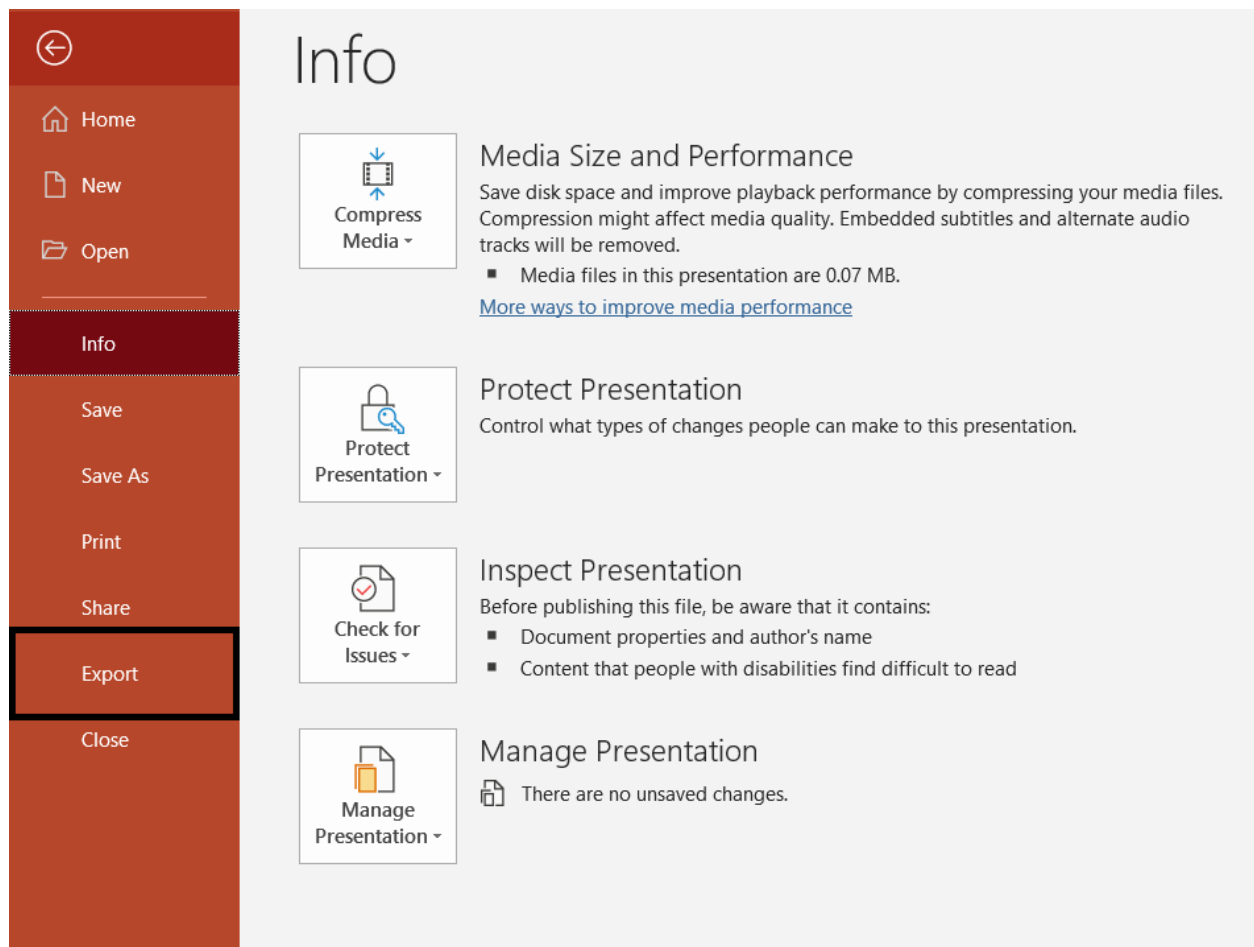 Info
Home
New
Open
Info
Save
Save As
Print
Share
Export
Close
Compress
Media
Media Size and Performance
Save disk space and improve playback performance by compressing your media files.
Compression might affect media quality. Embedded subtitles and alternate audio
tracks will be removed.
Media files in this presentation are 0.07 MB.
More ways to improve media performance
Protect
Presentation
Protect Presentation
Control what types of changes people can make to this presentation.
Check for
Issues
Inspect Presentation
Before publishing this file, be aware that it contains:
Document properties and author's name
Content that people with disabilities find difficult to read
Manage
Presentation
Manage Presentation
There are no unsaved changes.